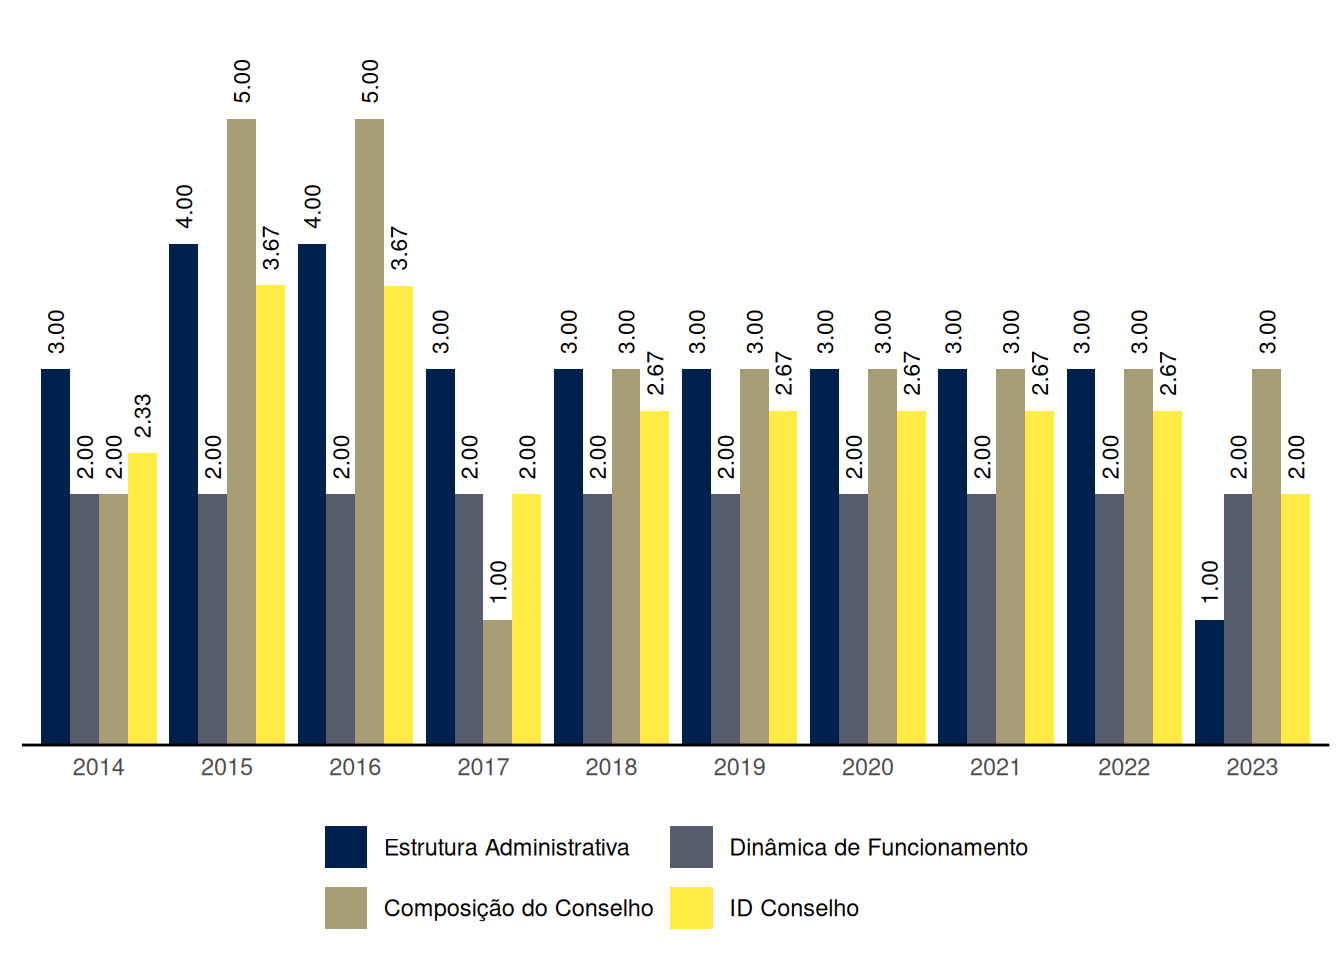 3.00 2.00 2.00 2.33
4.00 2.00 5.00 3.67
4.00 2.00 5.00 3.67
3.00 2.00 1.00 2.00
3.00 2.00 3.00 2.67
3.00 2.00 3.00 2.67
3.00 2.00 3.00 2.67
3.00 2.00 3.00 2.67
3.00 2.00 3.00 2.67
1.00 2.00 3.00 2.00
2014 2015 2016 2017 2018 2019 2020 2021 2022 2023
Estrutura Administrativa Dinâmica de Funcionamento
Composição do Conselho ID Conselho